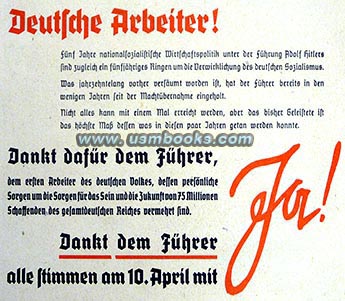 Deutsche Arbeiter!
Fünf Jahre nationalsozialistische Wirtschaftspolitik unter der Führung Adolf Hitlers
sind zugleich ein fünfjähriges Ringen um die Verwirklichung des deutschen Sozialismus.
Was jahrzehntelang vorher versäumt worden ist, hat der Führer bereits in den
wenigen Jahren seit der Machtübernahme eingeholt.
Nicht alles kann mit einem Mal erreicht werden, aber das bisher Geleistete ist
das höchste Maß dessen was in diesen paar Jahren getan werden konnte.
www.usmbooks.com
Dankt dafür dem Führer,
dem ersten Arbeiter des deutschen Volkes, dessen persönliche
Sorgen um die Sorgen für das Sein und die Zukunft von 75 Millionen
Schaffenden des gesamtdeutschen Reiches vermehrt sind.
Dankt dem Führer
alle stimmen am 10. April mit
Ja!